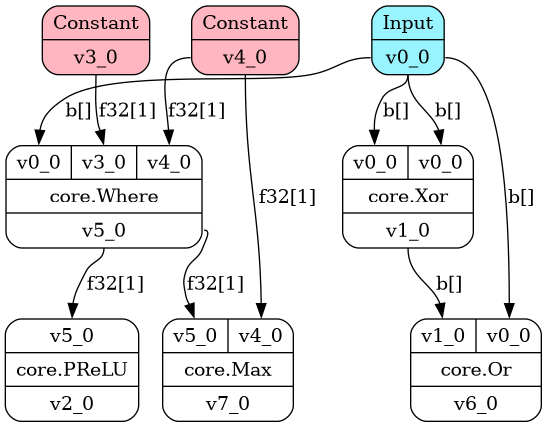 Constant
v3_0
Constant
v4_0
Input
v0_0
b[]
f32[1]
f32[1]
b[]
b[]
v0_0 v3_0 v4_0
core.Where
v5_0
v0_0 v0_0
core.Xor
v1_0
f32[1]
b[]
f32[1]
f32[1]
b[]
v5_0
core.PReLU
v2_0
v5_0 v4_0
core.Max
v7_0
v1_0 v0_0
core.Or
v6_0